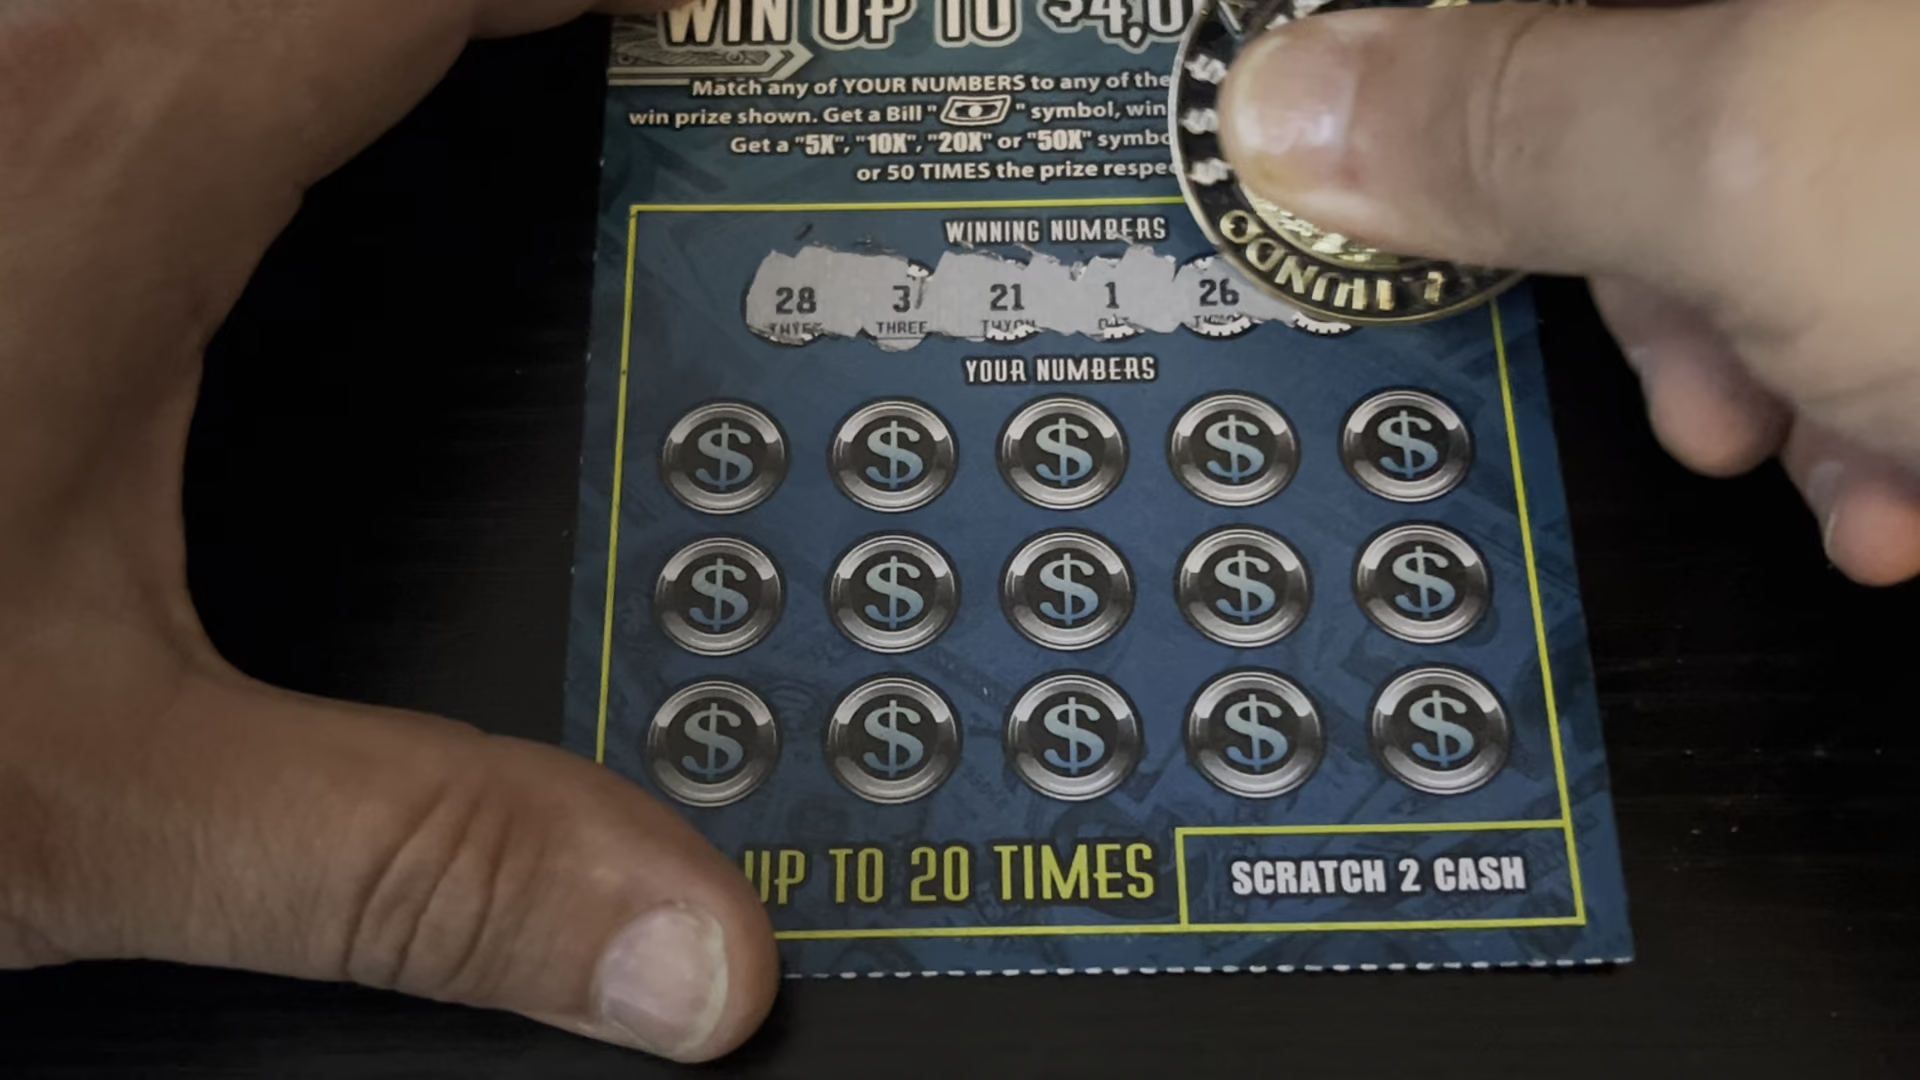 WIN UP TO $4,0
Match any of YOUR NUMBERS to any of the
win prize shown. Get a Bill " " symbol, win
Get a "5X", "10X", "20X" or "50X" symbo
or 50 TIMES the prize respe
WINNING NUMBERS
28 3 21 1 26
THREE
YOUR NUMBERS
$ $ $ $ $
$ $ $ $ $
$ $ $ $ $
UP TO 20 TIMES
SCRATCH 2 CASH